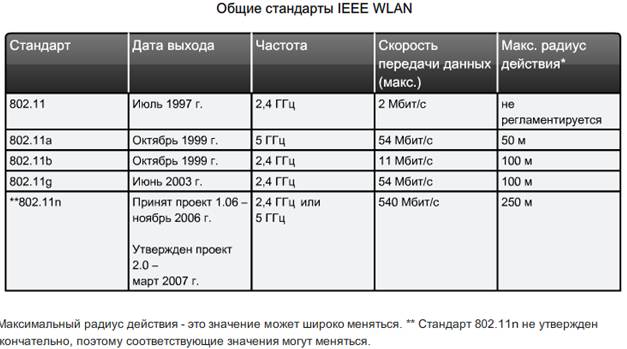 Общие стандарты IEEE WLAN
Стандарт Дата выхода Частота Скорость передачи данных (макс.) Макс. радиус действия*
802.11 Июль 1997 г. 2,4 ГГц 2 Мбит/с не регламентируется
802.11a Октябрь 1999 г. 5 ГГц 54 Мбит/с 50 м
802.11b Октябрь 1999 г. 2,4 ГГц 11 Мбит/с 100 м
802.11g Июнь 2003 г. 2,4 ГГц 54 Мбит/с 100 м
**802.11n Принят проект 1.06 – 2,4 ГГц или 540 Мбит/с 250 м
ноябрь 2006 г. 5 ГГц
Утвержден проект
2.0 –
март 2007 г.
Максимальный радиус действия - это значение может широко меняться. ** Стандарт 802.11n не утвержден
кончательно, поэтому соответствующие значения могут меняться.